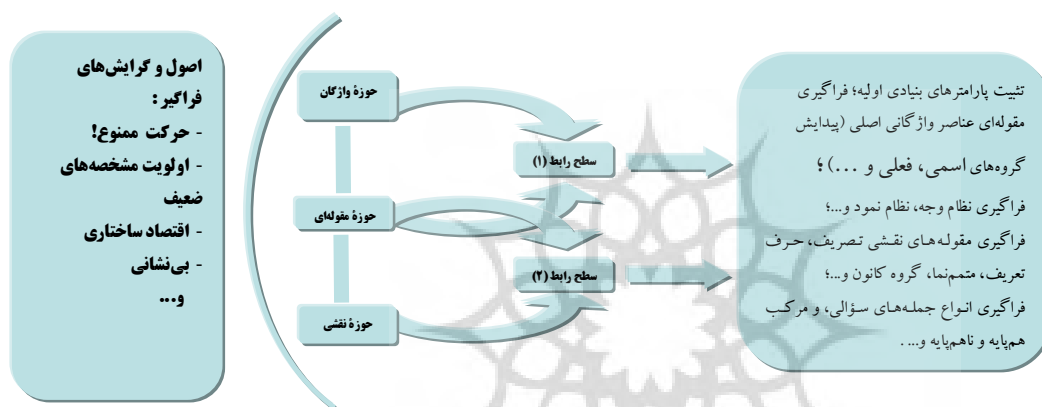 تثبیت پارامترهای بنیادی اولیه؛ فراگیری
مقوله‌ای عناصر واژگانی اصلی (پیدایش
گروه‌های اسمی، فعلی و ...)؛
فراگیری نظام وجه، نظام نمود و...؛
فراگیری مقوله‌های نقشی تصریف، حرف
تعریف، متمم‌نما، گروه کانون و...؛
فراگیری انواع جمله‌های سؤالی، و مرکب
هم‌پایه و ناهم‌پایه و... .
سطح رابط (۱)
سطح رابط (۲)
حوزۀ واژگان
حوزۀ مقوله‌ای
حوزۀ نقشی
اصول و گرایش‌های
فراگیر:
- حرکت ممنوع!
- اولویت مشخصه‌های
ضعیف
- اقتصاد ساختاری
- بی‌نشانی
و...